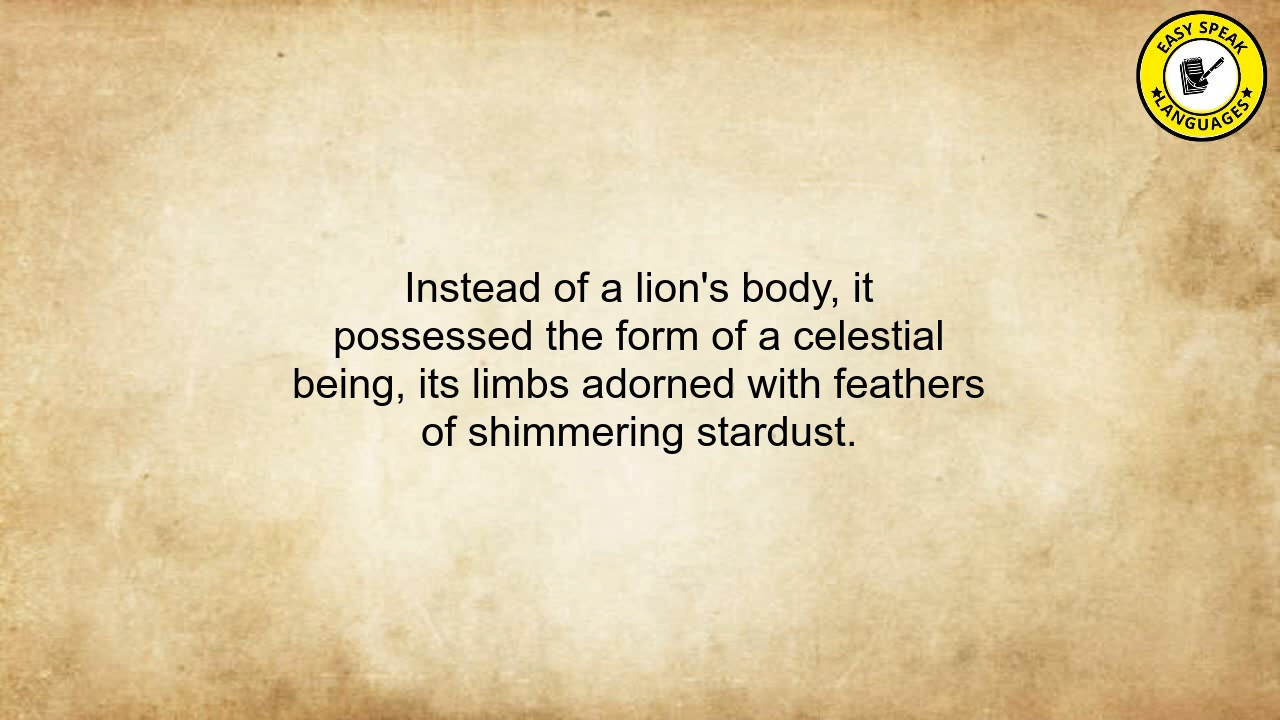 EASY SPEAK
LANGUAGES
Instead of a lion's body, it
possessed the form of a celestial
being, its limbs adorned with feathers
of shimmering stardust.